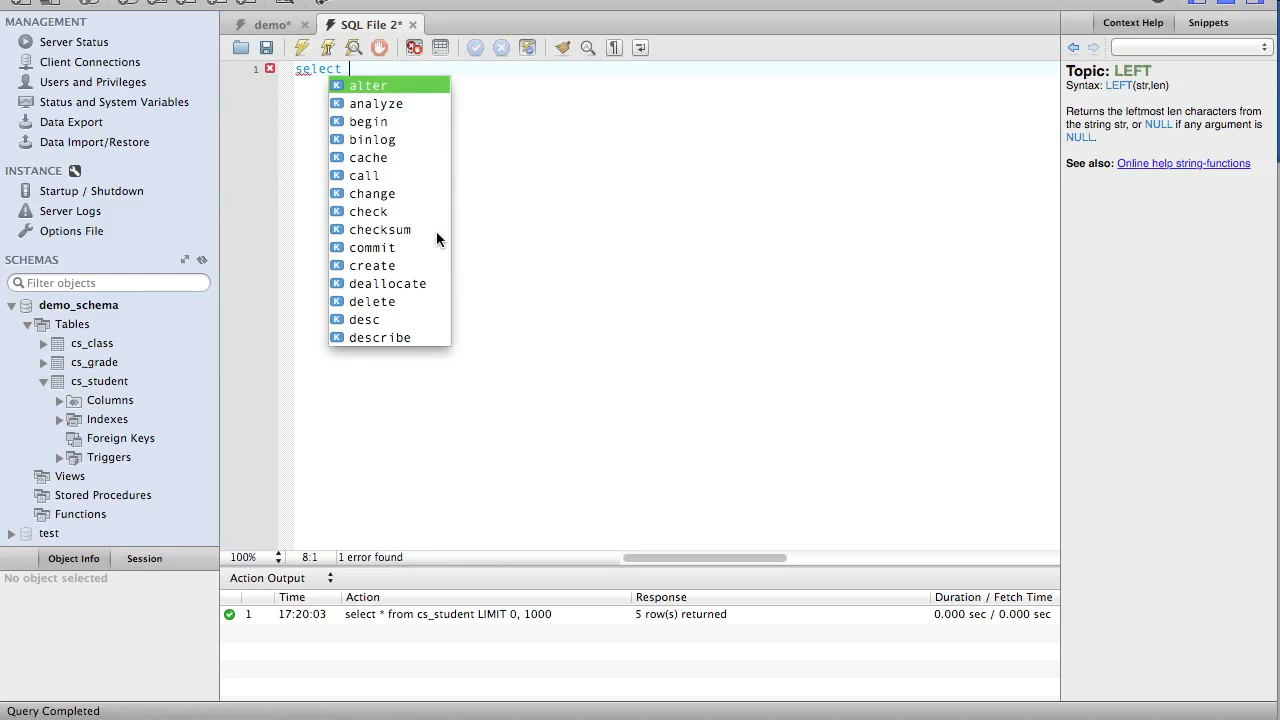 MANAGEMENT
Server Status
Client Connections
Users and Privileges
Status and System Variables
Data Export
Data Import/Restore
INSTANCE
Startup / Shutdown
Server Logs
Options File
SCHEMAS
Filter objects
demo_schema
Tables
cs_class
cs_grade
cs_student
Columns
Indexes
Foreign Keys
Triggers
Views
Stored Procedures
Functions
test
Object Info Session
No object selected
demo* SQL File 2*
1 select
K alter
K analyze
K begin
K binlog
K cache
K call
K change
K check
K checksum
K commit
K create
K deallocate
K delete
K desc
K describe
100% 8:1 1 error found
Action Output
Time Action Response Duration / Fetch Time
1 17:20:03 select * from cs_student LIMIT 0, 1000 5 row(s) returned 0.000 sec / 0.000 sec
Context Help Snippets
Topic: LEFT
Syntax: LEFT(str,len)
Returns the leftmost len characters from
the string str, or NULL if any argument is
NULL.
See also: Online help string-functions
Query Completed